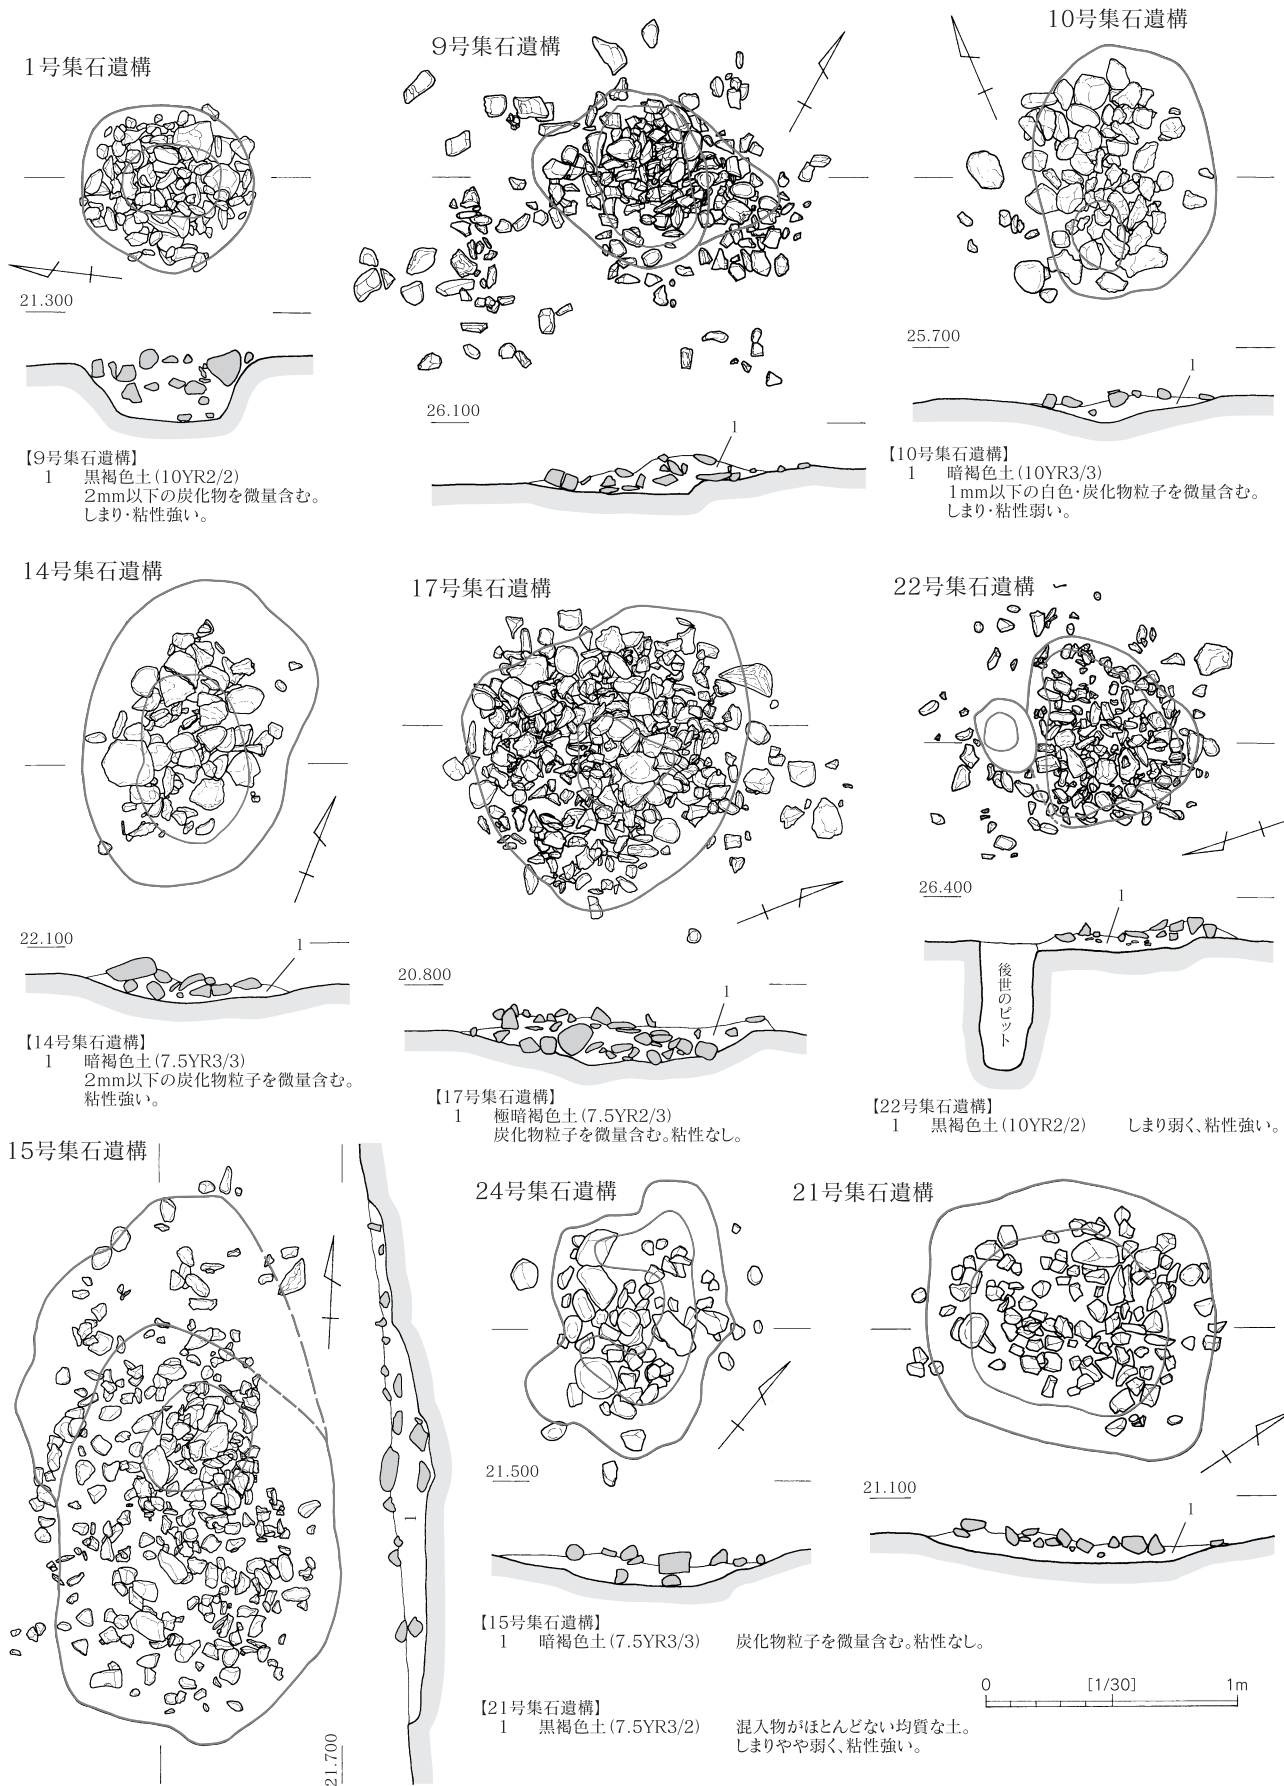 1号集石遺構
9号集石遺構
10号集石遺構
21.300
26.100
25.700
1
1
【9号集石遺構】
1 黒褐色土(10YR2/2)
2mm以下の炭化物を微量含む。
しまり・粘性強い。
【10号集石遺構】
1 暗褐色土(10YR3/3)
1mm以下の白色・炭化物粒子を微量含む。
しまり・粘性弱い。
14号集石遺構
17号集石遺構
22号集石遺構
22.100
1
20.800
1
26.400
1
後世のピット
【14号集石遺構】
1 暗褐色土(7.5YR3/3)
2mm以下の炭化物粒子を微量含む。
粘性強い。
【17号集石遺構】
1 極暗褐色土(7.5YR2/3)
炭化物粒子を微量含む。粘性なし。
【22号集石遺構】
1 黒褐色土(10YR2/2) しまり弱く、粘性強い。
15号集石遺構
24号集石遺構
21号集石遺構
21.500
21.100
1
1
21.700
【15号集石遺構】
1 暗褐色土(7.5YR3/3) 炭化物粒子を微量含む。粘性なし。
【21号集石遺構】
1 黒褐色土(7.5YR3/2) 混入物がほとんどない均質な土。
しまりやや弱く、粘性強い。
0 [1/30] 1m